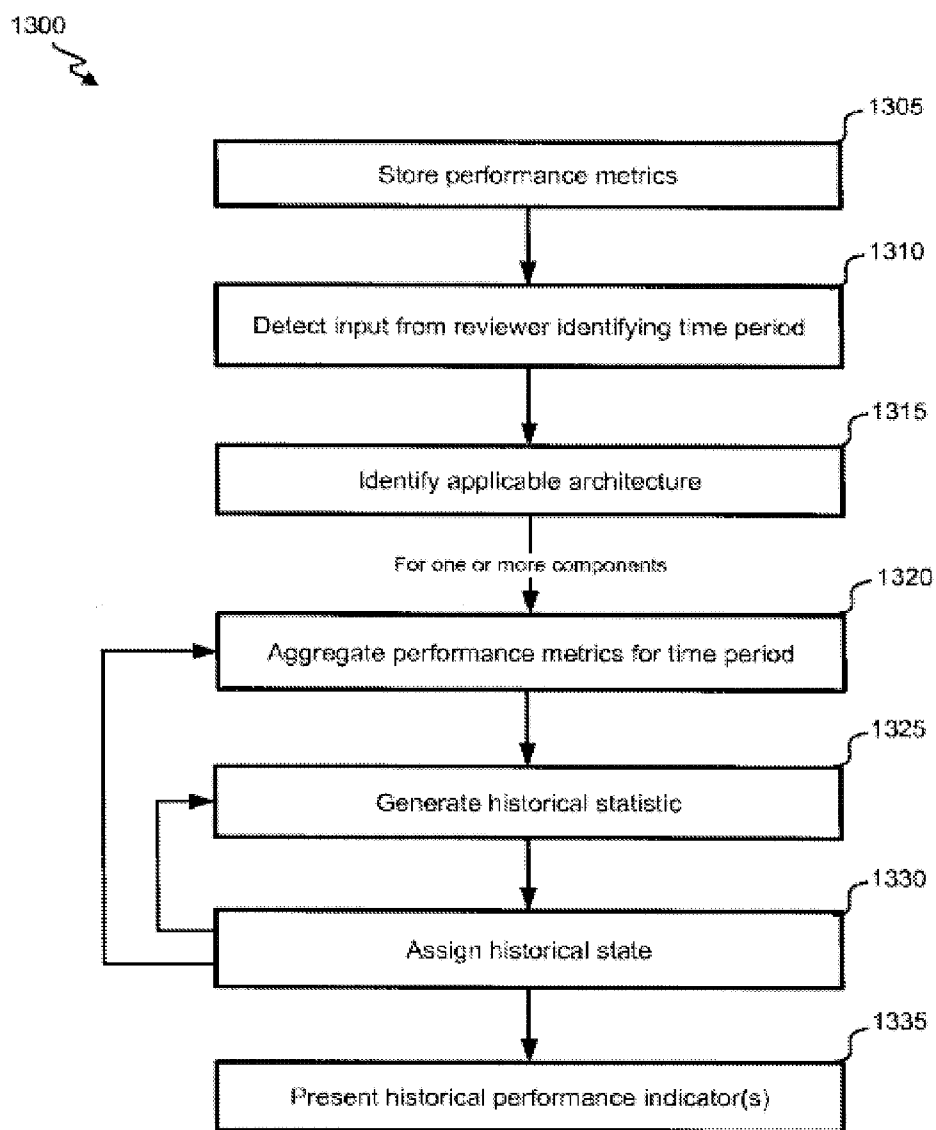 1300
1305
Store performance metrics
1310
Detect input from reviewer identifying time period
1315
Identify applicable architecture
For one or more components
1320
Aggregate performance metrics for time period
1325
Generate historical statistic
1330
Assign historical state
1335
Present historical performance indicator(s)